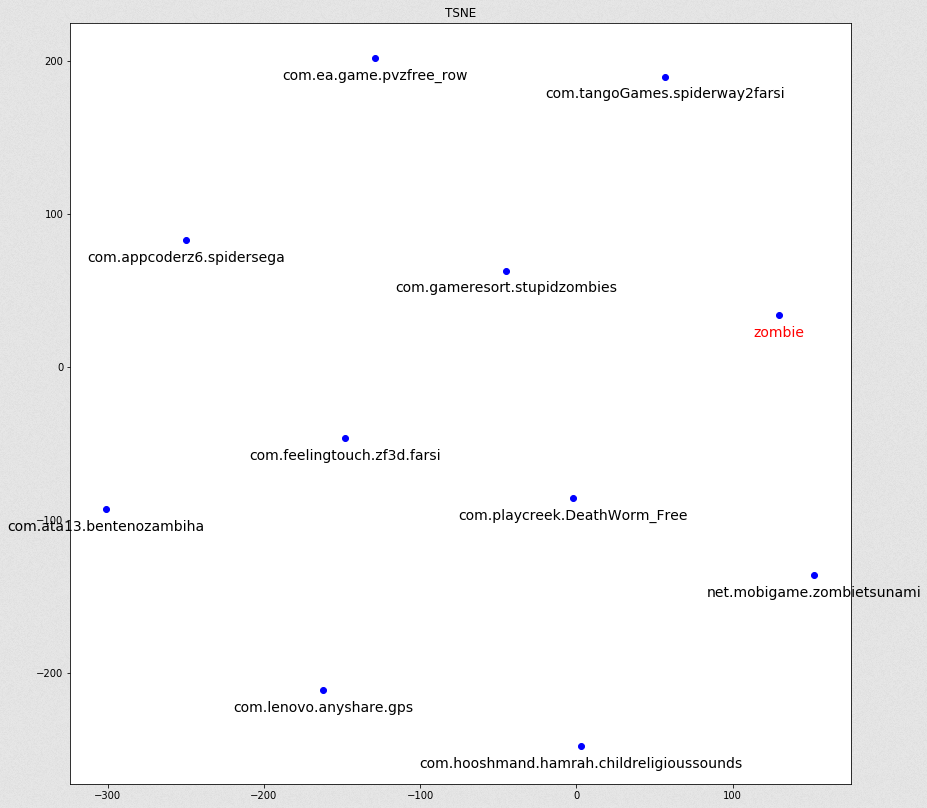 TSNE
200
com.ea.game.pvzfree_row
com.tangoGames.spiderway2farsi
100
com.appcoderz6.spidersega
com.gameresort.stupidzombies
zombie
0
com.feelingtouch.zf3d.farsi
−100
com.ata13.bentenozambiha
com.playcreek.DeathWorm_Free
net.mobigame.zombietsunami
−200
com.lenovo.anyshare.gps
com.hooshmand.hamrah.childreligioussounds
−300 −200 −100 0 100